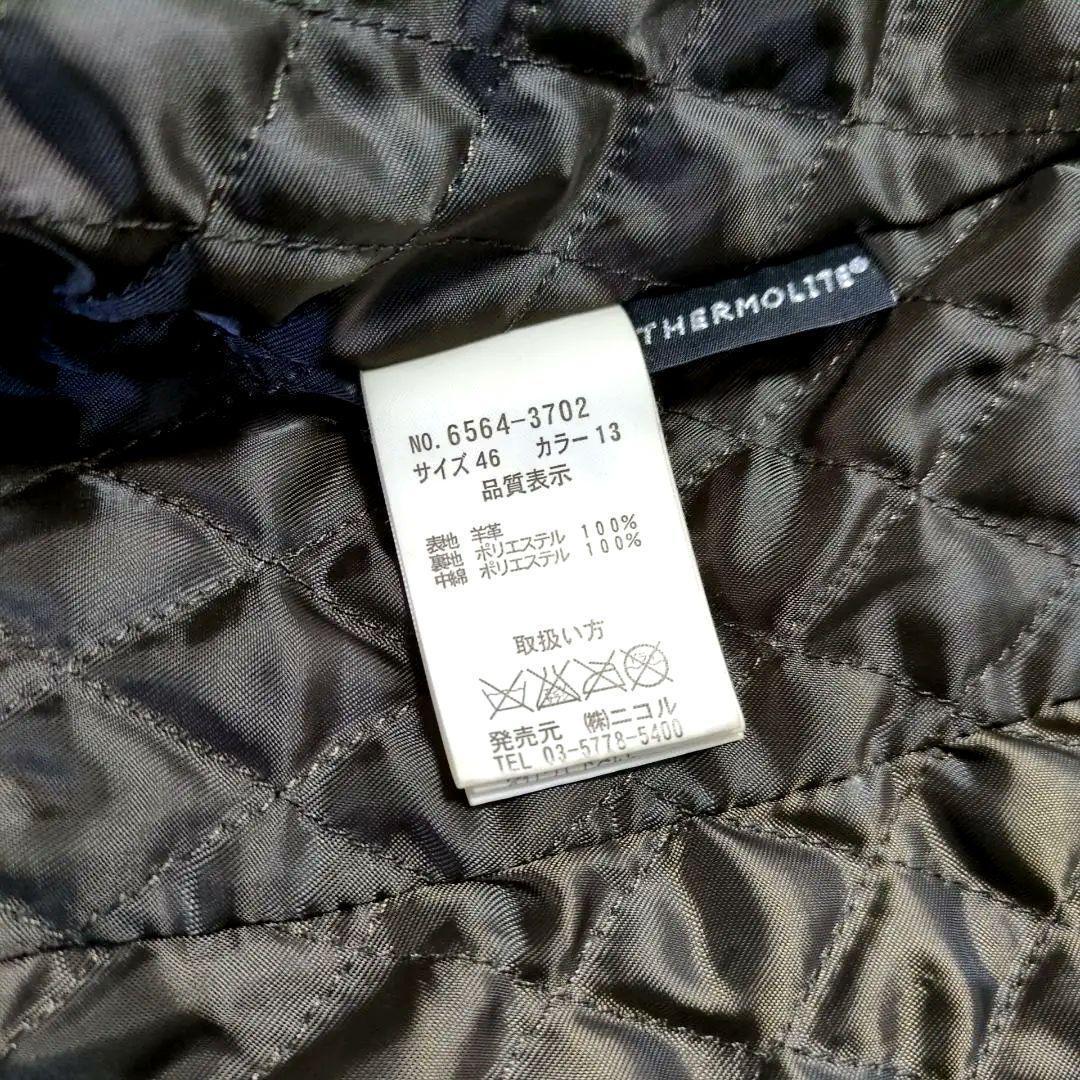 THERMOLITE®
NO. 6564-3702
サイズ 46 カラー 13
品質表示
表地 羊革
裏地 ポリエステル 100%
中綿 ポリエステル 100%
取扱い方
発売元 ㈱ニコル
TEL 03-5778-5400